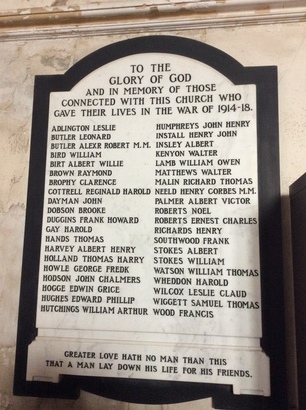 TO THE
GLORY OF GOD
AND IN MEMORY OF THOSE
CONNECTED WITH THIS CHURCH WHO
GAVE THEIR LIVES IN THE WAR OF 1914-18.
ADLINGTON LESLIE
BUTLER LEONARD
BUTLER ALEXR ROBERT M.M.
BIRD WILLIAM
BIRT ALBERT WILLIE
BROWN RAYMOND
BROPHY CLARENCE
COTTRELL REGINALD HAROLD
DAYMAN JOHN
DOBSON BROOKE
DUGGINS FRANK HOWARD
GAY HAROLD
HANDS THOMAS
HARVEY ALBERT HENRY
HOLLAND THOMAS HARRY
HOWLE GEORGE FREDK
HODSON JOHN CHALMERS
HOGGE EDWIN GRICE
HUGHES EDWARD PHILLIP
HUTCHINGS WILLIAM ARTHUR
HUMPHREYS JOHN HENRY
INSTALL HENRY JOHN
INSLEY ALBERT
KENYON WALTER
LAMB WILLIAM OWEN
MATTHEWS WALTER
MALIN RICHARD THOMAS
NEELD HENRY CORBES M.M.
PALMER ALBERT VICTOR
ROBERTS NOEL
ROBERTS ERNEST CHARLES
RICHARDS HENRY
SOUTHWOOD FRANK
STOKES ALBERT
STOKES WILLIAM
WATSON WILLIAM THOMAS
WHEDDON HAROLD
WILCOX LESLIE CLAUD
WIGGETT SAMUEL THOMAS
WOOD FRANCIS
GREATER LOVE HATH NO MAN THAN THIS
THAT A MAN LAY DOWN HIS LIFE FOR HIS FRIENDS.